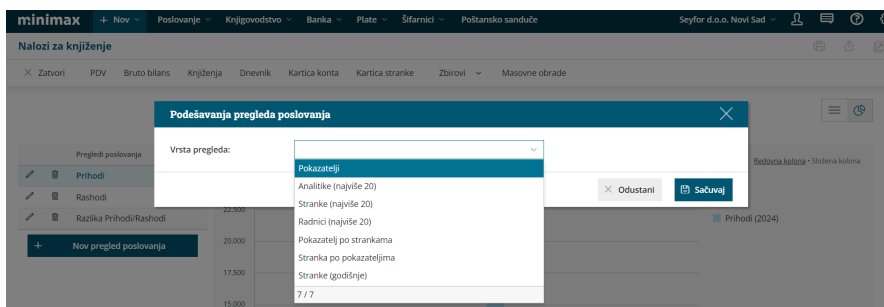 minimax + Nov Poslovanje Knjigovodstvo Banka Plate Šifarnici Poštansko sanduče Seyfor d.o.o. Novi Sad
Nalozi za knjiženje
Zatvori PDV Bruto bilans Knjiženja Dnevnik Kartica konta Kartica stranke Zbirovi Masovne obrade
Podešavanja pregleda poslovanja
Vrsta pregleda:
Pokazatelji
Analitike (najviše 20)
Stranke (najviše 20)
Radnici (najviše 20)
Pokazatelj po strankama
Stranka po pokazateljima
Stranke (godišnje)
7 / 7
Odustani Sačuvaj
Pregledi poslovanja
Prihodi
Rashodi
Razlika Prihodi/Rashodi
+ Nov pregled poslovanja
Redovna kolona • Složena kolona
22.500
20.000
17.500
15.000
Prihodi (2024)